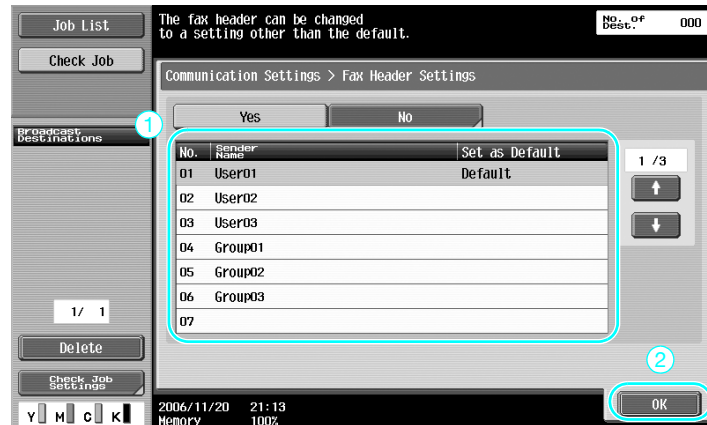 Job List
Check Job
The fax header can be changed
to a setting other than the default.
No. of
Dest.
000
Communication Settings > Fax Header Settings
Broadcast
Destinations
1
Yes
No
No.
Sender
Name
Set as Default
01 User01 Default
02 User02
03 User03
04 Group01
05 Group02
06 Group03
07
1 /3
1/ 1
Delete
Check Job
Settings
2
OK
Y M C K
2006/11/20 21:13
Memory 100%